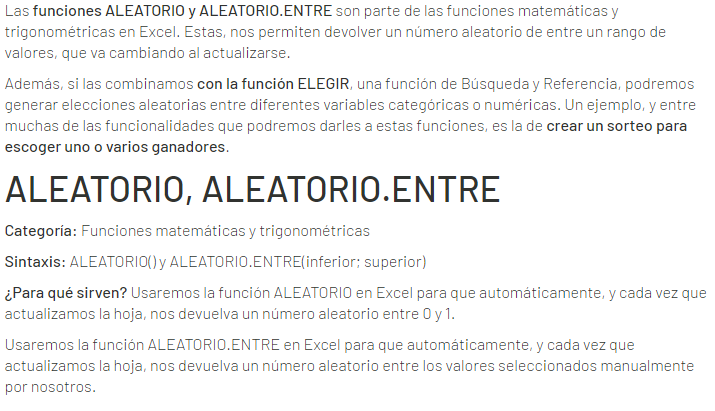 Las funciones ALEATORIO y ALEATORIO.ENTRE son parte de las funciones matemáticas y
trigonométricas en Excel. Estas, nos permiten devolver un número aleatorio de entre un rango de
valores, que va cambiando al actualizarse.
Además, si las combinamos con la función ELEGIR, una función de Búsqueda y Referencia, podremos
generar elecciones aleatorias entre diferentes variables categóricas o numéricas. Un ejemplo, y entre
muchas de las funcionalidades que podremos darles a estas funciones, es la de crear un sorteo para
escoger uno o varios ganadores.
ALEATORIO, ALEATORIO.ENTRE
Categoría: Funciones matemáticas y trigonométricas
Sintaxis: ALEATORIO() y ALEATORIO.ENTRE(inferior; superior)
¿Para qué sirven? Usaremos la función ALEATORIO en Excel para que automáticamente, y cada vez que
actualizamos la hoja, nos devuelva un número aleatorio entre 0 y 1.
Usaremos la función ALEATORIO.ENTRE en Excel para que automáticamente, y cada vez que
actualizamos la hoja, nos devuelva un número aleatorio entre los valores seleccionados manualmente
por nosotros.